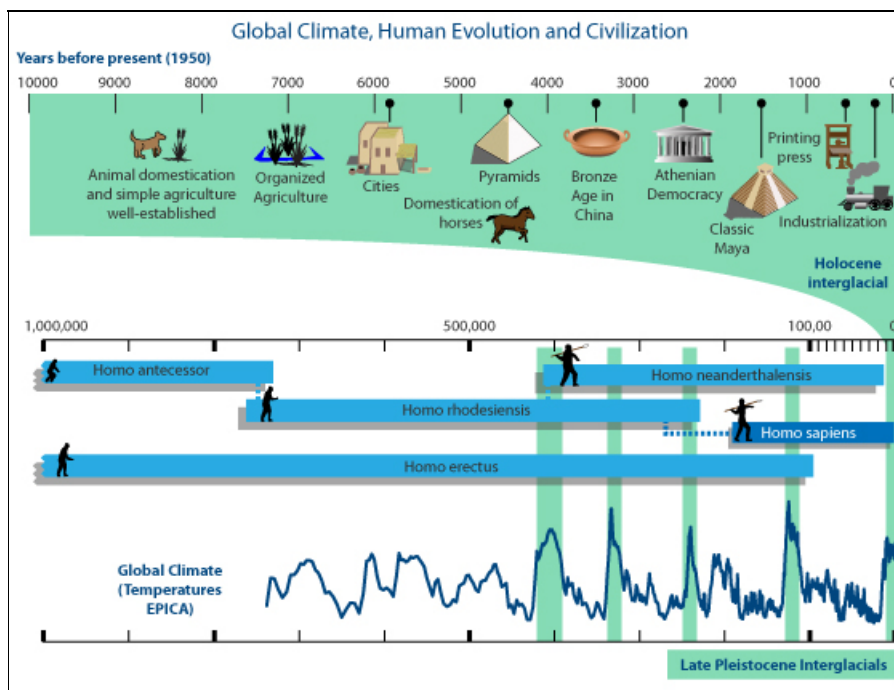 Global Climate, Human Evolution and Civilization
Years before present (1950)
10000 9000 8000 7000 6000 5000 4000 3000 2000 1000 0
Animal domestication
and simple agriculture
well-established
Organized
Agriculture
Cities
Pyramids
Domestication of
horses
Bronze
Age in
China
Athenian
Democracy
Classic
Maya
Printing
press
Industrialization
Holocene
interglacial
1,000,000 500,000 100,00 0
Homo antecessor
Homo neanderthalensis
Homo rhodesiensis
Homo sapiens
Homo erectus
Global Climate
(Temperatures
EPICA)
Late Pleistocene Interglacials